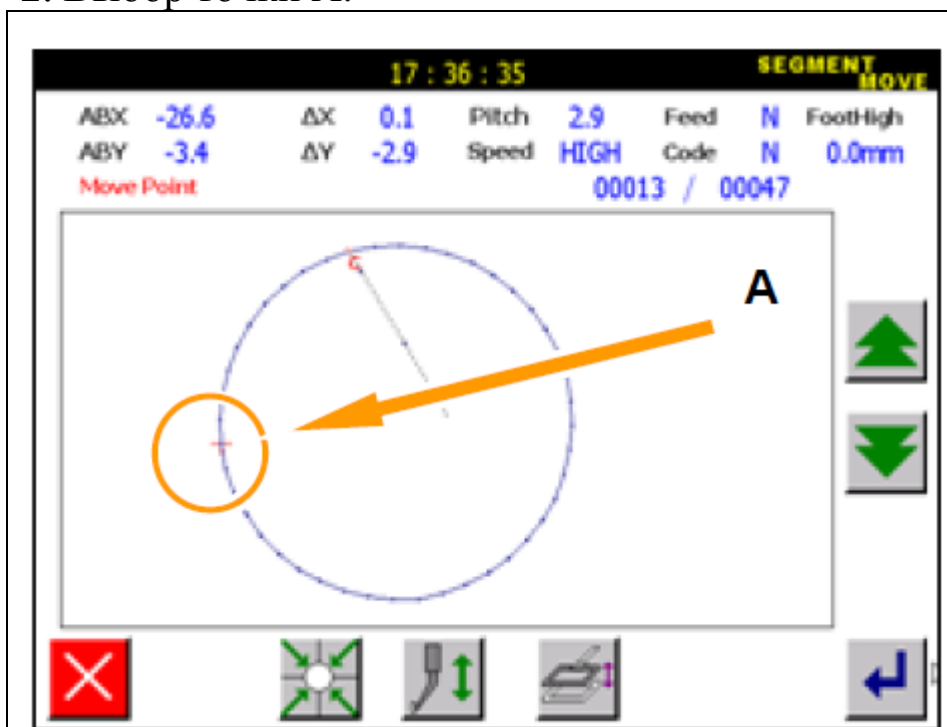 17 : 36 : 35 SEGMENT MOVE
ABX -26.6 ΔX 0.1 Pitch 2.9 Feed N FootHigh
ABY -3.4 ΔY -2.9 Speed HIGH Code N 0.0mm
Move Point 00013 / 00047
A